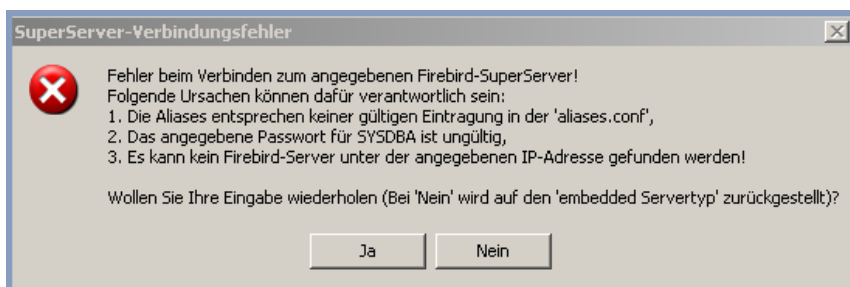 SuperServer-Verbindungsfehler
Fehler beim Verbinden zum angegebenen Firebird-SuperServer!
Folgende Ursachen können dafür verantwortlich sein:
1. Die Aliases entsprechen keiner gültigen Eintragung in der 'aliases.conf',
2. Das angegebene Passwort für SYSDBA ist ungültig,
3. Es kann kein Firebird-Server unter der angegebenen IP-Adresse gefunden werden!
Wollen Sie Ihre Eingabe wiederholen (Bei 'Nein' wird auf den 'embedded Servertyp' zurückgestellt)?
Ja
Nein